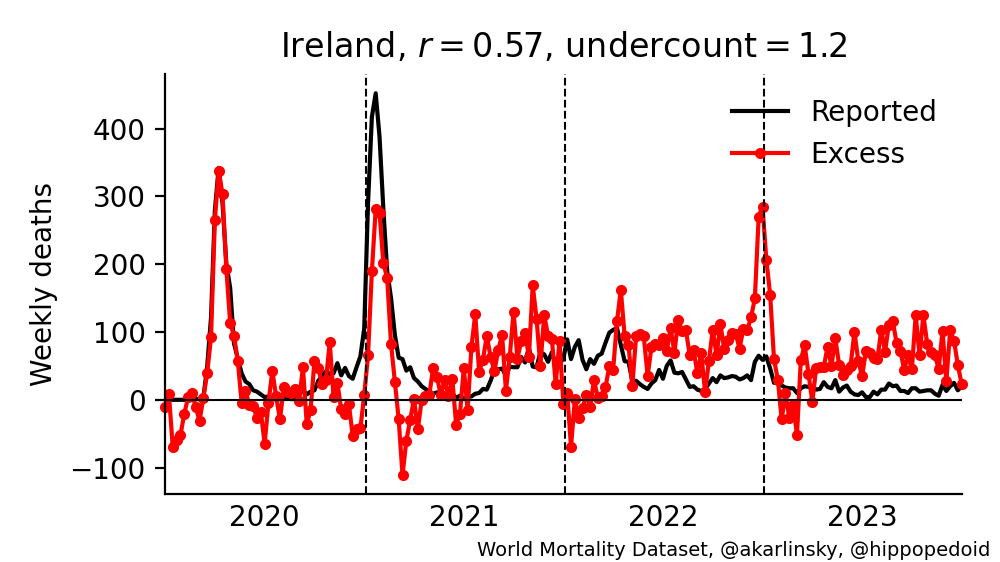 Ireland, r = 0.57, undercount = 1.2
Reported
Excess
Weekly deaths
400
300
200
100
0
−100
2020 2021 2022 2023
World Mortality Dataset, @akarlinsky, @hippopedoid